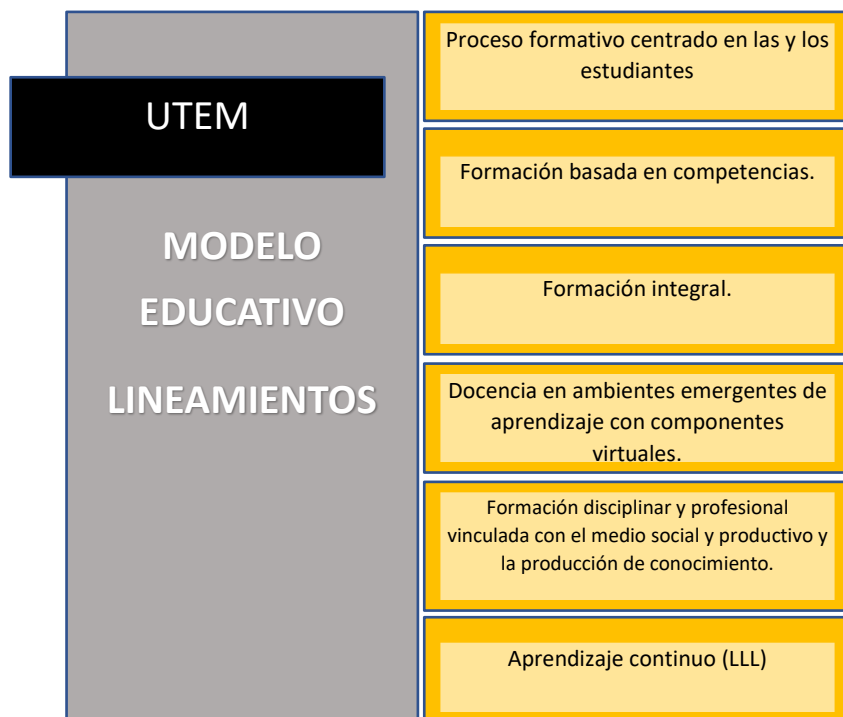 UTEM
MODELO
EDUCATIVO
LINEAMIENTOS
Proceso formativo centrado en las y los
estudiantes
Formación basada en competencias.
Formación integral.
Docencia en ambientes emergentes de
aprendizaje con componentes
virtuales.
Formación disciplinar y profesional
vinculada con el medio social y productivo y
la producción de conocimiento.
Aprendizaje continuo (LLL)